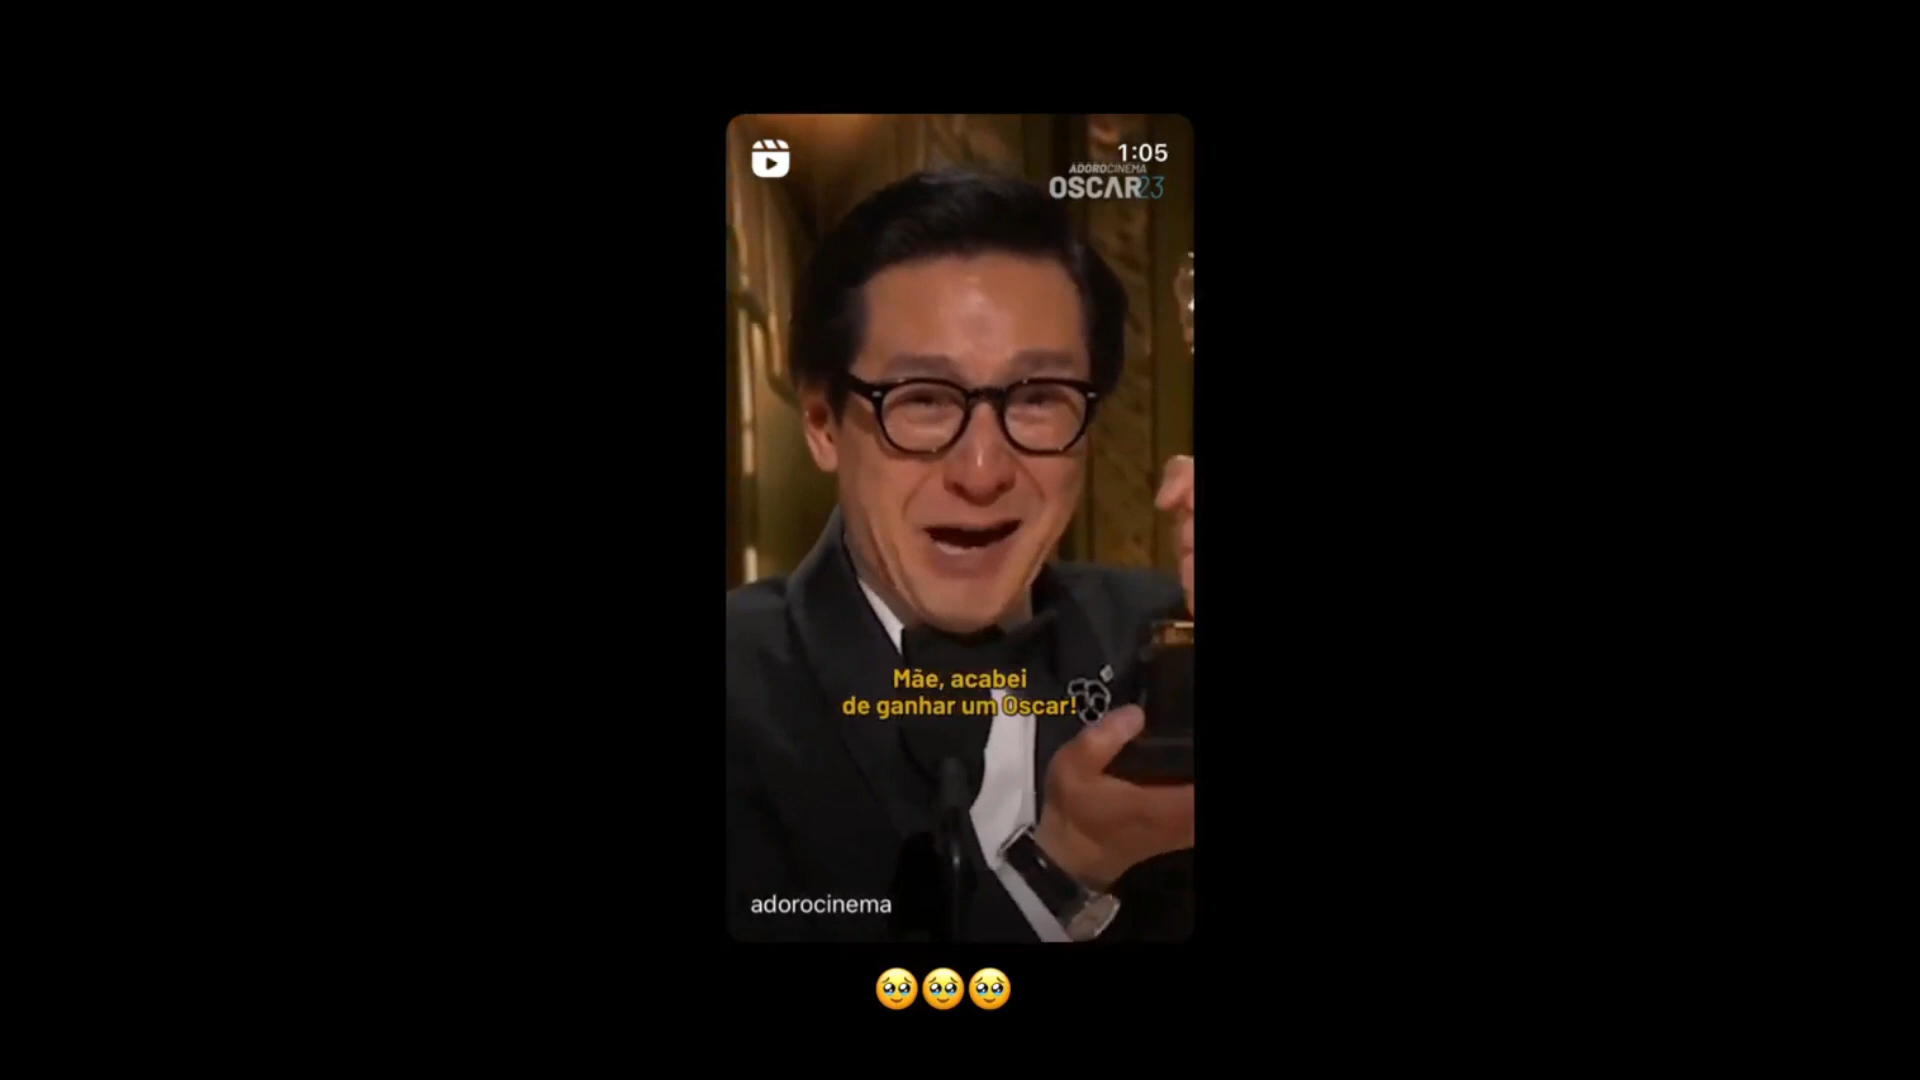 1:05
ADOROCINEMA
OSCAR23
Mãe, acabei
de ganhar um Oscar!
adorocinema
🥹🥹🥹